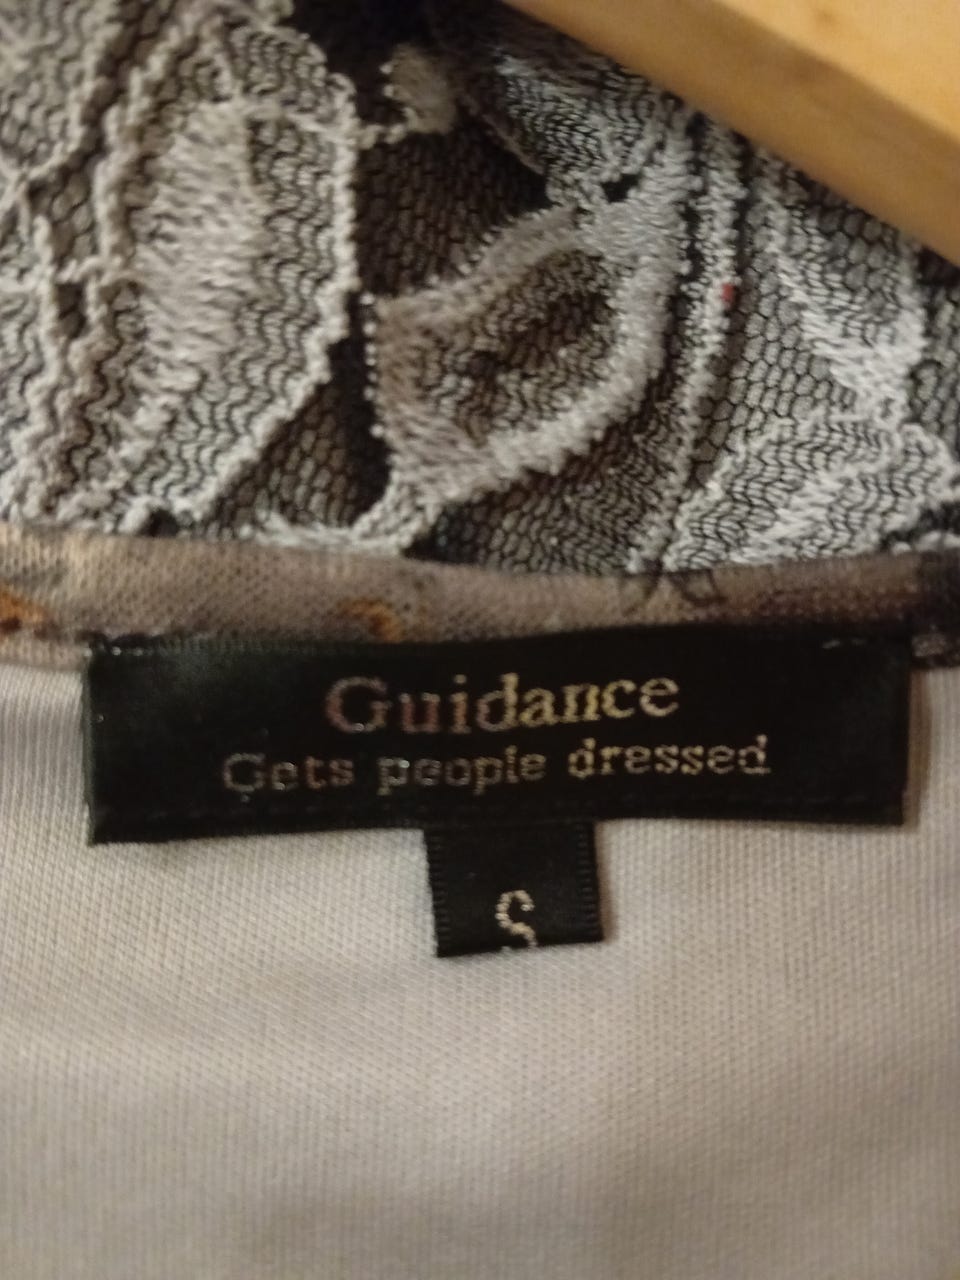 Guidance
Gets people dressed
S